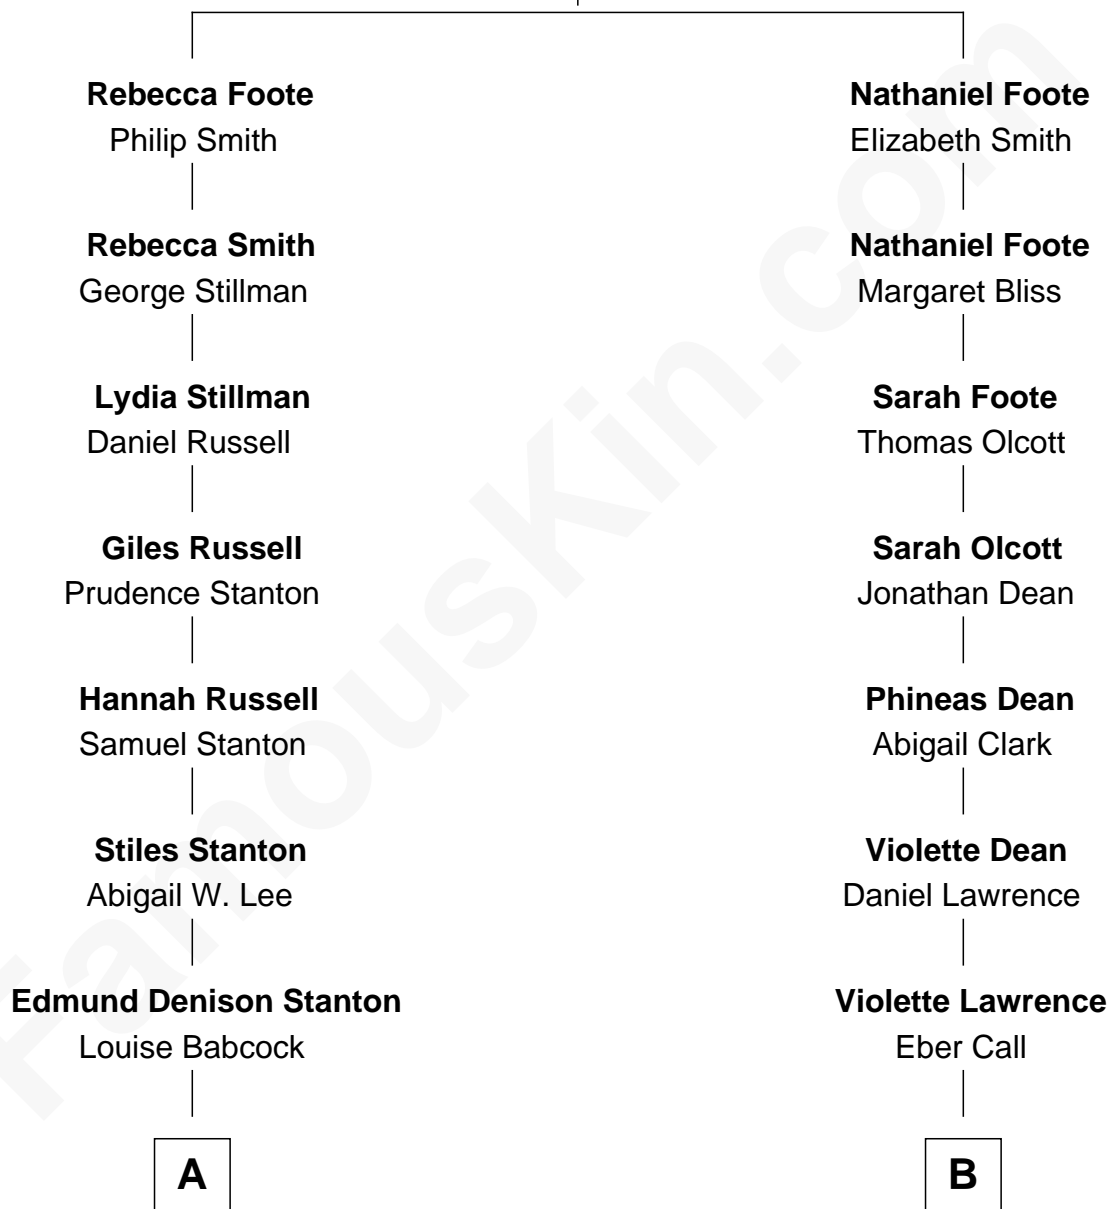 Rebecca Foote
Philip Smith
Nathaniel Foote
Elizabeth Smith
Rebecca Smith
George Stillman
Nathaniel Foote
Margaret Bliss
Lydia Stillman
Daniel Russell
Sarah Foote
Thomas Olcott
Giles Russell
Prudence Stanton
Sarah Olcott
Jonathan Dean
Hannah Russell
Samuel Stanton
Phineas Dean
Abigail Clark
Stiles Stanton
Abigail W. Lee
Violette Dean
Daniel Lawrence
Edmund Denison Stanton
Louise Babcock
Violette Lawrence
Eber Call
A
B
FamousKin.com